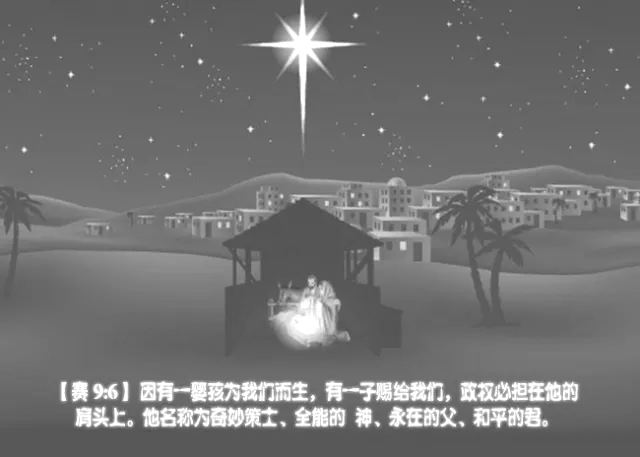 【赛 9:6】因有一婴孩为我们而生，有一子赐给我们，政权必担在他的
肩头上。他名称为奇妙策士、全能的 神、永在的父、和平的君。